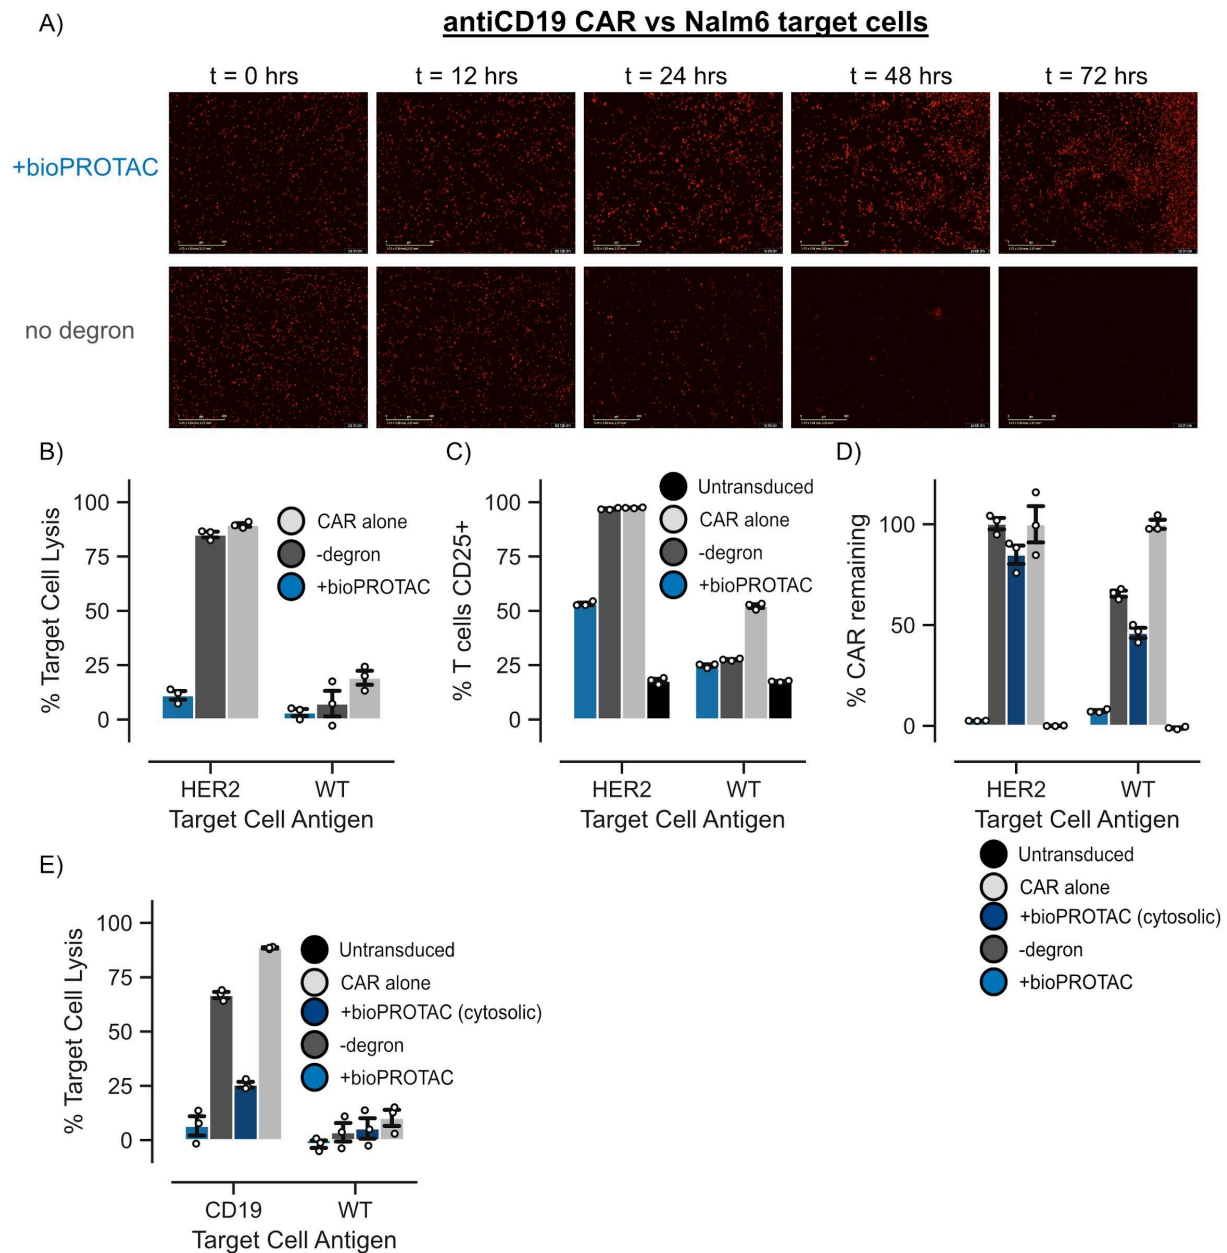 A)
antiCD19 CAR vs Nalm6 target cells
t = 0 hrs
t = 12 hrs
t = 24 hrs
t = 48 hrs
t = 72 hrs
+bioPROTAC
no degron
B)
% Target Cell Lysis
100
75
50
25
0
CAR alone
-degron
+bioPROTAC
HER2
WT
Target Cell Antigen
C)
% T cells CD25+
100
75
50
25
0
Untransduced
CAR alone
-degron
+bioPROTAC
HER2
WT
Target Cell Antigen
D)
% CAR remaining
100
50
0
HER2
WT
Target Cell Antigen
Untransduced
CAR alone
+bioPROTAC (cytosolic)
-degron
+bioPROTAC
E)
% Target Cell Lysis
100
75
50
25
0
Untransduced
CAR alone
+bioPROTAC (cytosolic)
-degron
+bioPROTAC
CD19
WT
Target Cell Antigen